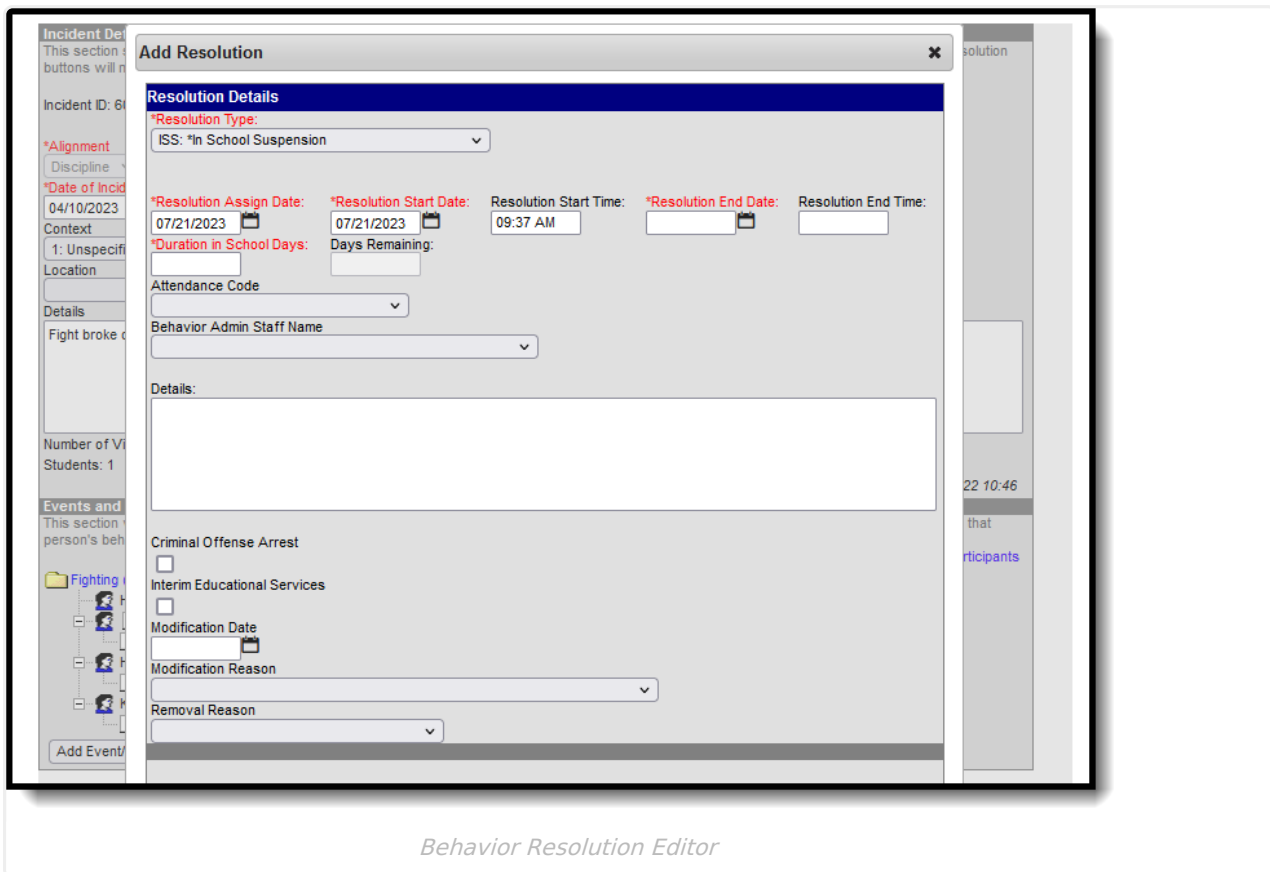 Incident Det
This section
solution
buttons will n
Incident ID: 6
*Alignment
Discipline
*Date of Incid
04/10/2023
Context
1: Unspecifi
Location
Details
Fight broke
Number of Vi
Students: 1
22 10:46
Events and
This section
that
person's beh
rticipants
Fighting
H
H
K
Add Event/
Add Resolution
Resolution Details
*Resolution Type:
ISS: *In School Suspension
*Resolution Assign Date: *Resolution Start Date: Resolution Start Time: *Resolution End Date: Resolution End Time:
07/21/2023 07/21/2023 09:37 AM
*Duration in School Days: Days Remaining:
Attendance Code
Behavior Admin Staff Name
Details:
Criminal Offense Arrest
Interim Educational Services
Modification Date
Modification Reason
Removal Reason
Behavior Resolution Editor